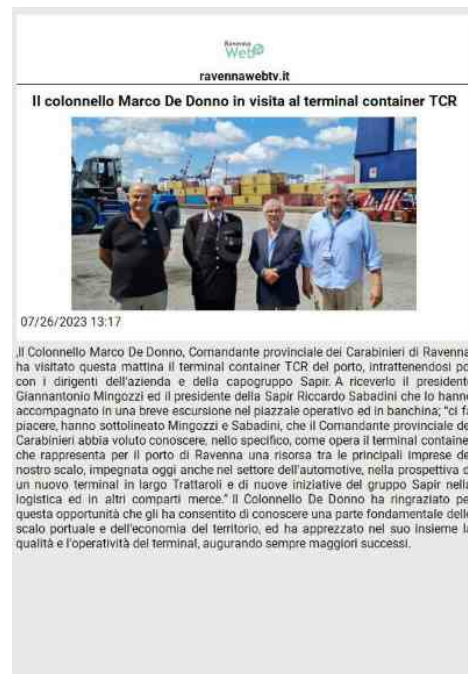 Ravenna
Web
ravennawebtv.it
Il colonnello Marco De Donno in visita al terminal container TCR
07/26/2023 13:17
,Il Colonnello Marco De Donno, Comandante provinciale dei Carabinieri di Ravenna
ha visitato questa mattina il terminal container TCR del porto, intrattenendosi po
con i dirigenti dell'azienda e della capogruppo Sapir. A riceverlo il president
Giannantonio Mingozzi ed il presidente della Sapir Riccardo Sabadini che lo hann
accompagnato in una breve escursione nel piazzale operativo ed in banchina; "ci fa
piacere, hanno sottolineato Mingozzi e Sabadini, che il Comandante provinciale de
Carabinieri abbia voluto conoscere, nello specifico, come opera il terminal containe
che rappresenta per il porto di Ravenna una risorsa tra le principali imprese de
nostro scalo, impegnata oggi anche nel settore dell'automotive, nella prospettiva d
un nuovo terminal in largo Trattaroli e di nuove iniziative del gruppo Sapir nella
logistica ed in altri comparti merce." Il Colonnello De Donno ha ringraziato pe
questa opportunità che gli ha consentito di conoscere una parte fondamentale delle
scalo portuale e dell'economia del territorio, ed ha apprezzato nel suo insieme la
qualità e l'operatività del terminal, augurando sempre maggiori successi.